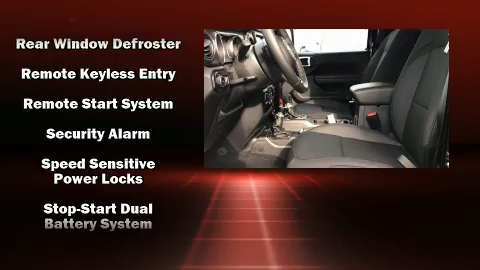 Rear Window Defroster
Remote Keyless Entry
Remote Start System
Security Alarm
Speed Sensitive
Power Locks
Stop-Start Dual
Battery System